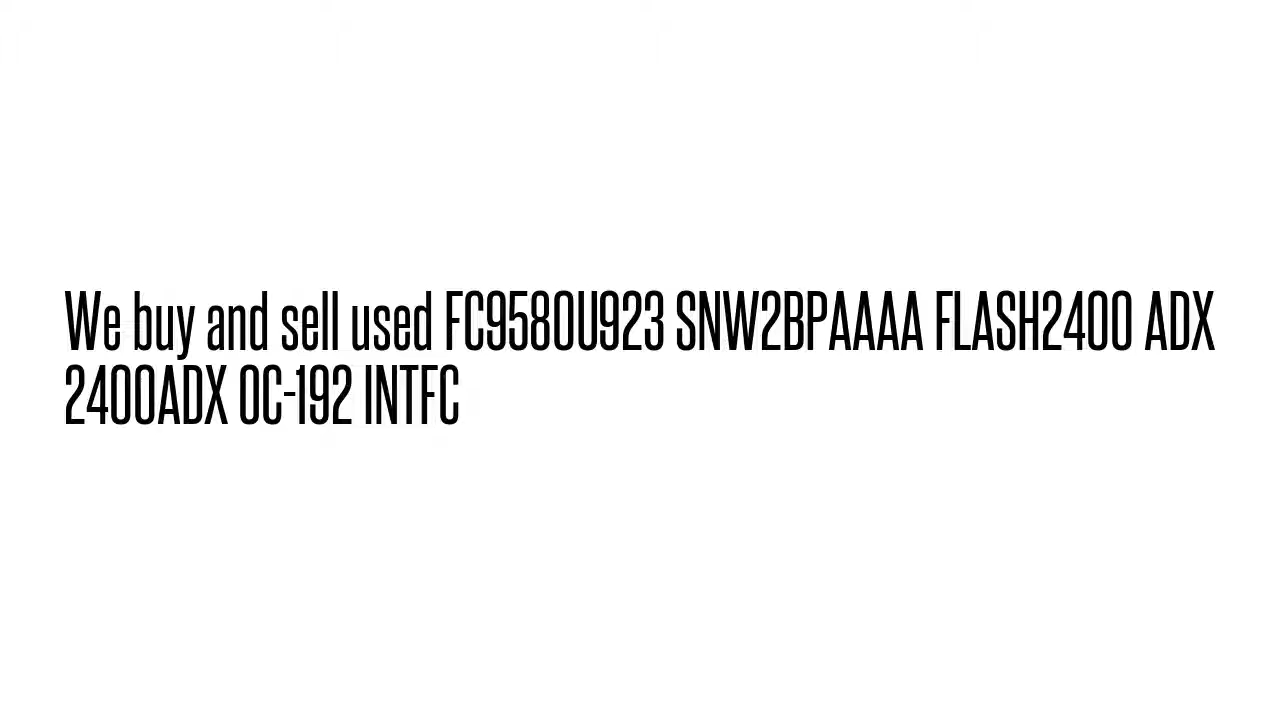 We buy and sell used FC9580U923 SNW2BPAAAA FLASH2400 ADX
2400ADX OC-192 INTFC